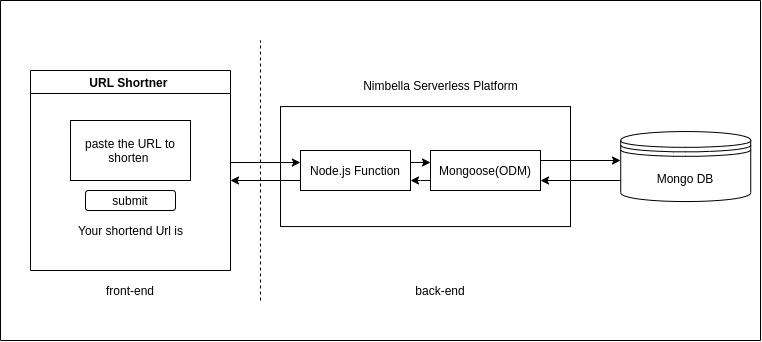 URL Shortner
Nimbella Serverless Platform
paste the URL to
shorten
submit
Your shortend Url is
Node.js Function
Mongoose(ODM)
Mongo DB
front-end
back-end